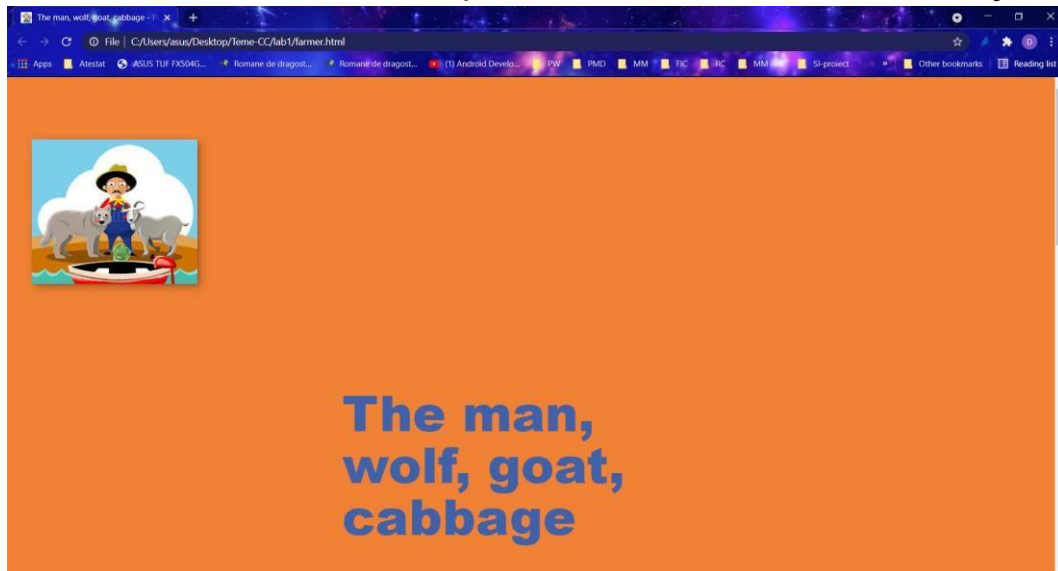 The man, wolf, goat, cabbage - P
File | C:/Users/asus/Desktop/Teme-CC/lab1/farmer.html
Apps Atestat ASUS TUF FX504G... Romane de dragost... Romane de dragost... (1) Android Develo... PW PMD MM TIC RC MM SI-proiect » Other bookmarks Reading list
The man,
wolf, goat,
cabbage